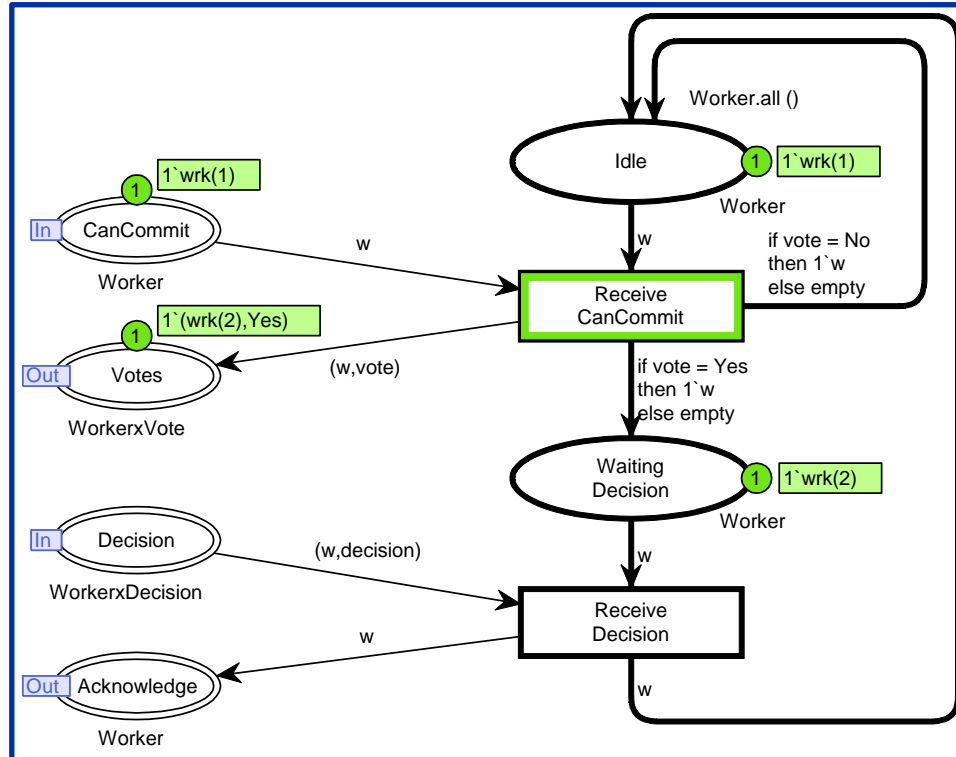 Worker.all ()
Idle
1
1`wrk(1)
Worker
1
1`wrk(1)
In
CanCommit
Worker
w
w
if vote = No
then 1`w
else empty
Receive
CanCommit
1
1`(wrk(2),Yes)
Out
Votes
WorkerxVote
(w,vote)
if vote = Yes
then 1`w
else empty
Waiting
Decision
1
1`wrk(2)
Worker
In
Decision
WorkerxDecision
(w,decision)
w
Receive
Decision
w
Out
Acknowledge
Worker
w